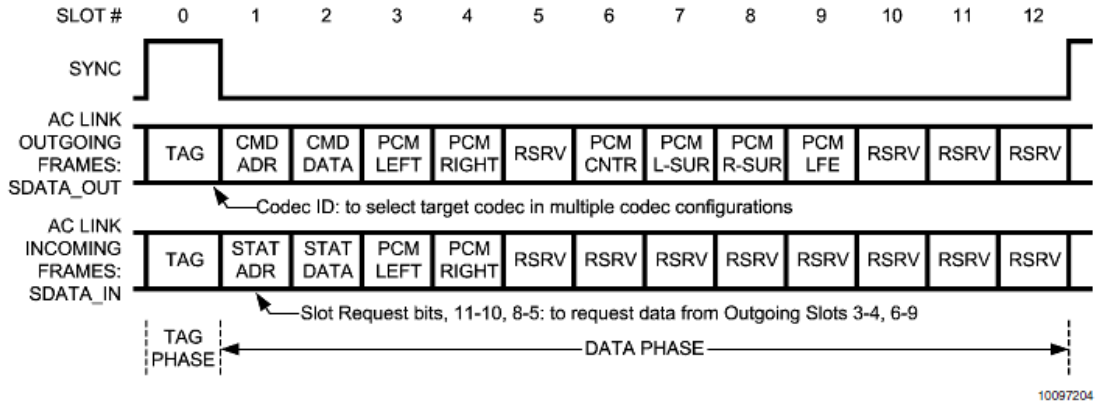 SLOT # 0 1 2 3 4 5 6 7 8 9 10 11 12
SYNC
AC LINK
OUTGOING
FRAMES:
SDATA_OUT
TAG
CMD
ADR
CMD
DATA
PCM
LEFT
PCM
RIGHT
RSRV
PCM
CNTR
PCM
L-SUR
PCM
R-SUR
PCM
LFE
RSRV
RSRV
RSRV
Codec ID: to select target codec in multiple codec configurations
AC LINK
INCOMING
FRAMES:
SDATA_IN
TAG
STAT
ADR
STAT
DATA
PCM
LEFT
PCM
RIGHT
RSRV
RSRV
RSRV
RSRV
RSRV
RSRV
RSRV
RSRV
Slot Request bits, 11-10, 8-5: to request data from Outgoing Slots 3-4, 6-9
TAG
PHASE
DATA PHASE
10097204